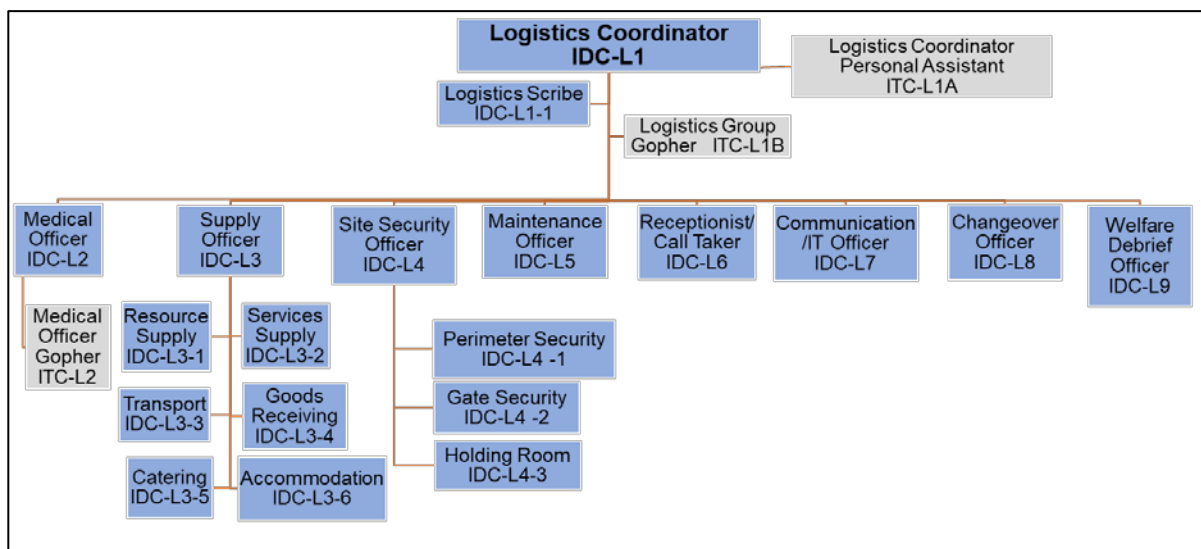 Logistics Coordinator
IDC-L1
Logistics Coordinator
Personal Assistant
ITC-L1A
Logistics Scribe
IDC-L1-1
Logistics Group
Gopher ITC-L1B
Medical
Officer
IDC-L2
Supply
Officer
IDC-L3
Site Security
Officer
IDC-L4
Maintenance
Officer
IDC-L5
Receptionist/
Call Taker
IDC-L6
Communication
/IT Officer
IDC-L7
Changeover
Officer
IDC-L8
Welfare
Debrief
Officer
IDC-L9
Medical
Officer
Gopher
ITC-L2
Resource
Supply
IDC-L3-1
Services
Supply
IDC-L3-2
Perimeter Security
IDC-L4 -1
Transport
IDC-L3-3
Goods
Receiving
IDC-L3-4
Gate Security
IDC-L4 -2
Catering
IDC-L3-5
Accommodation
IDC-L3-6
Holding Room
IDC-L4-3